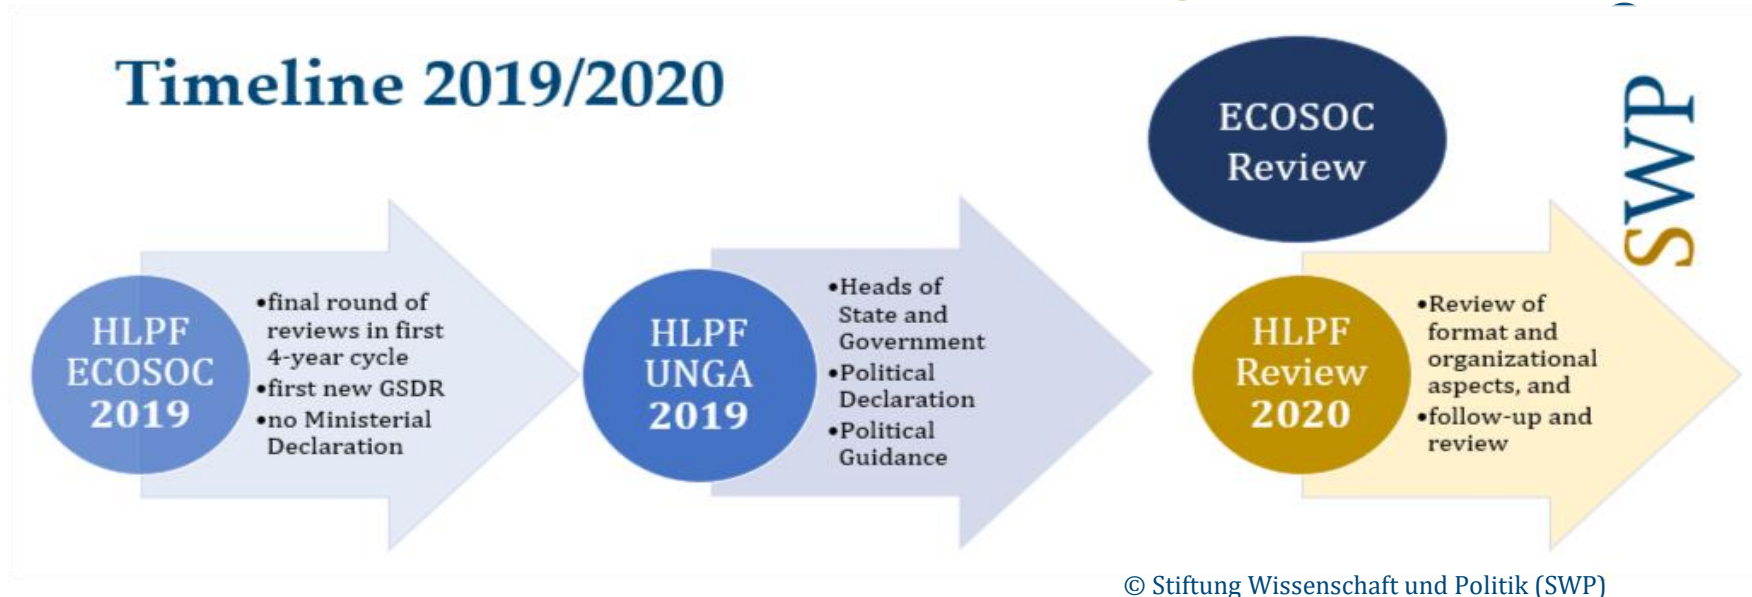 Timeline 2019/2020
ECOSOC
Review
SWP
HLPF
ECOSOC
2019
•final round of
reviews in first
4-year cycle
•first new GSDR
•no Ministerial
Declaration
HLPF
UNGA
2019
•Heads of
State and
Government
•Political
Declaration
•Political
Guidance
HLPF
Review
2020
•Review of
format and
organizational
aspects, and
•follow-up and
review
© Stiftung Wissenschaft und Politik (SWP)